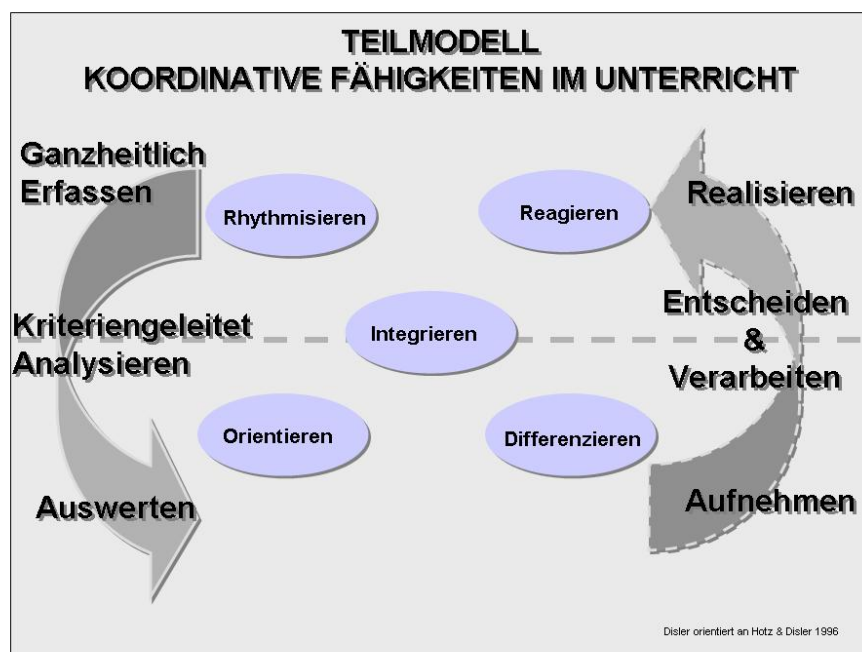 TEILMODELL
KOORDINATIVE FÄHIGKEITEN IM UNTERRICHT
Ganzheitlich
Erfassen
Rhythmisieren
Reagieren
Realisieren
Kriteriengeleitet
Analysieren
Integrieren
Entscheiden
&
Verarbeiten
Orientieren
Differenzieren
Auswerten
Aufnehmen
Disler orientiert an Hotz & Disler 1996